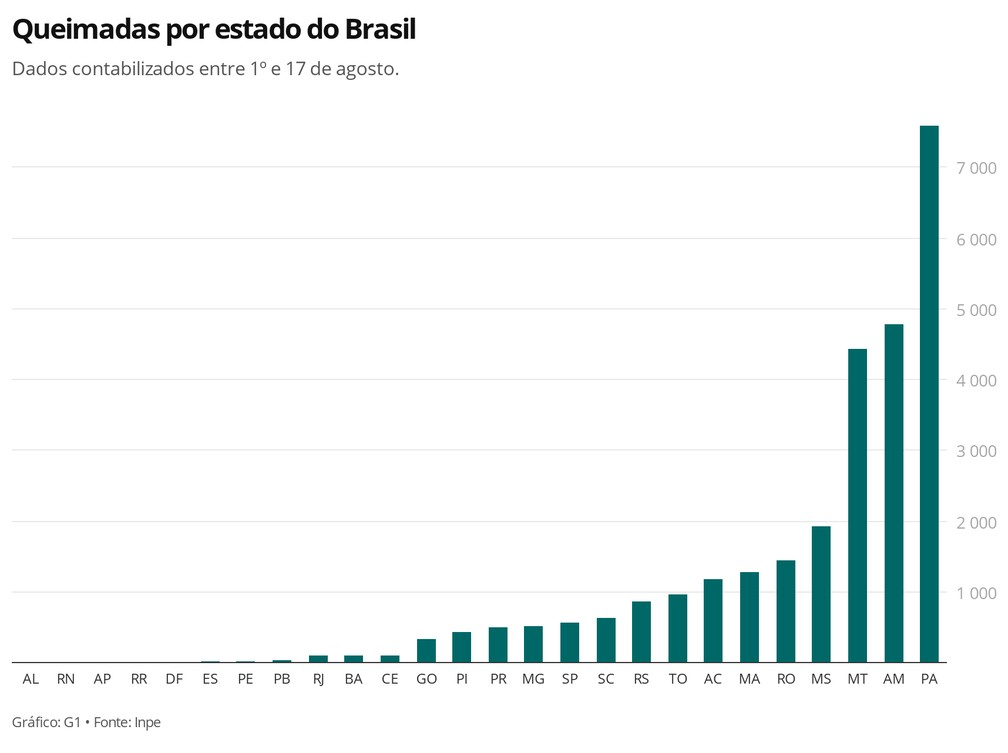 Queimadas por estado do Brasil
Dados contabilizados entre 1º e 17 de agosto.
7 000
6 000
5 000
4 000
3 000
2 000
1 000
AL RN AP RR DF ES PE PB RJ BA CE GO PI PR MG SP SC RS TO AC MA RO MS MT AM PA
Gráfico: G1 • Fonte: Inpe